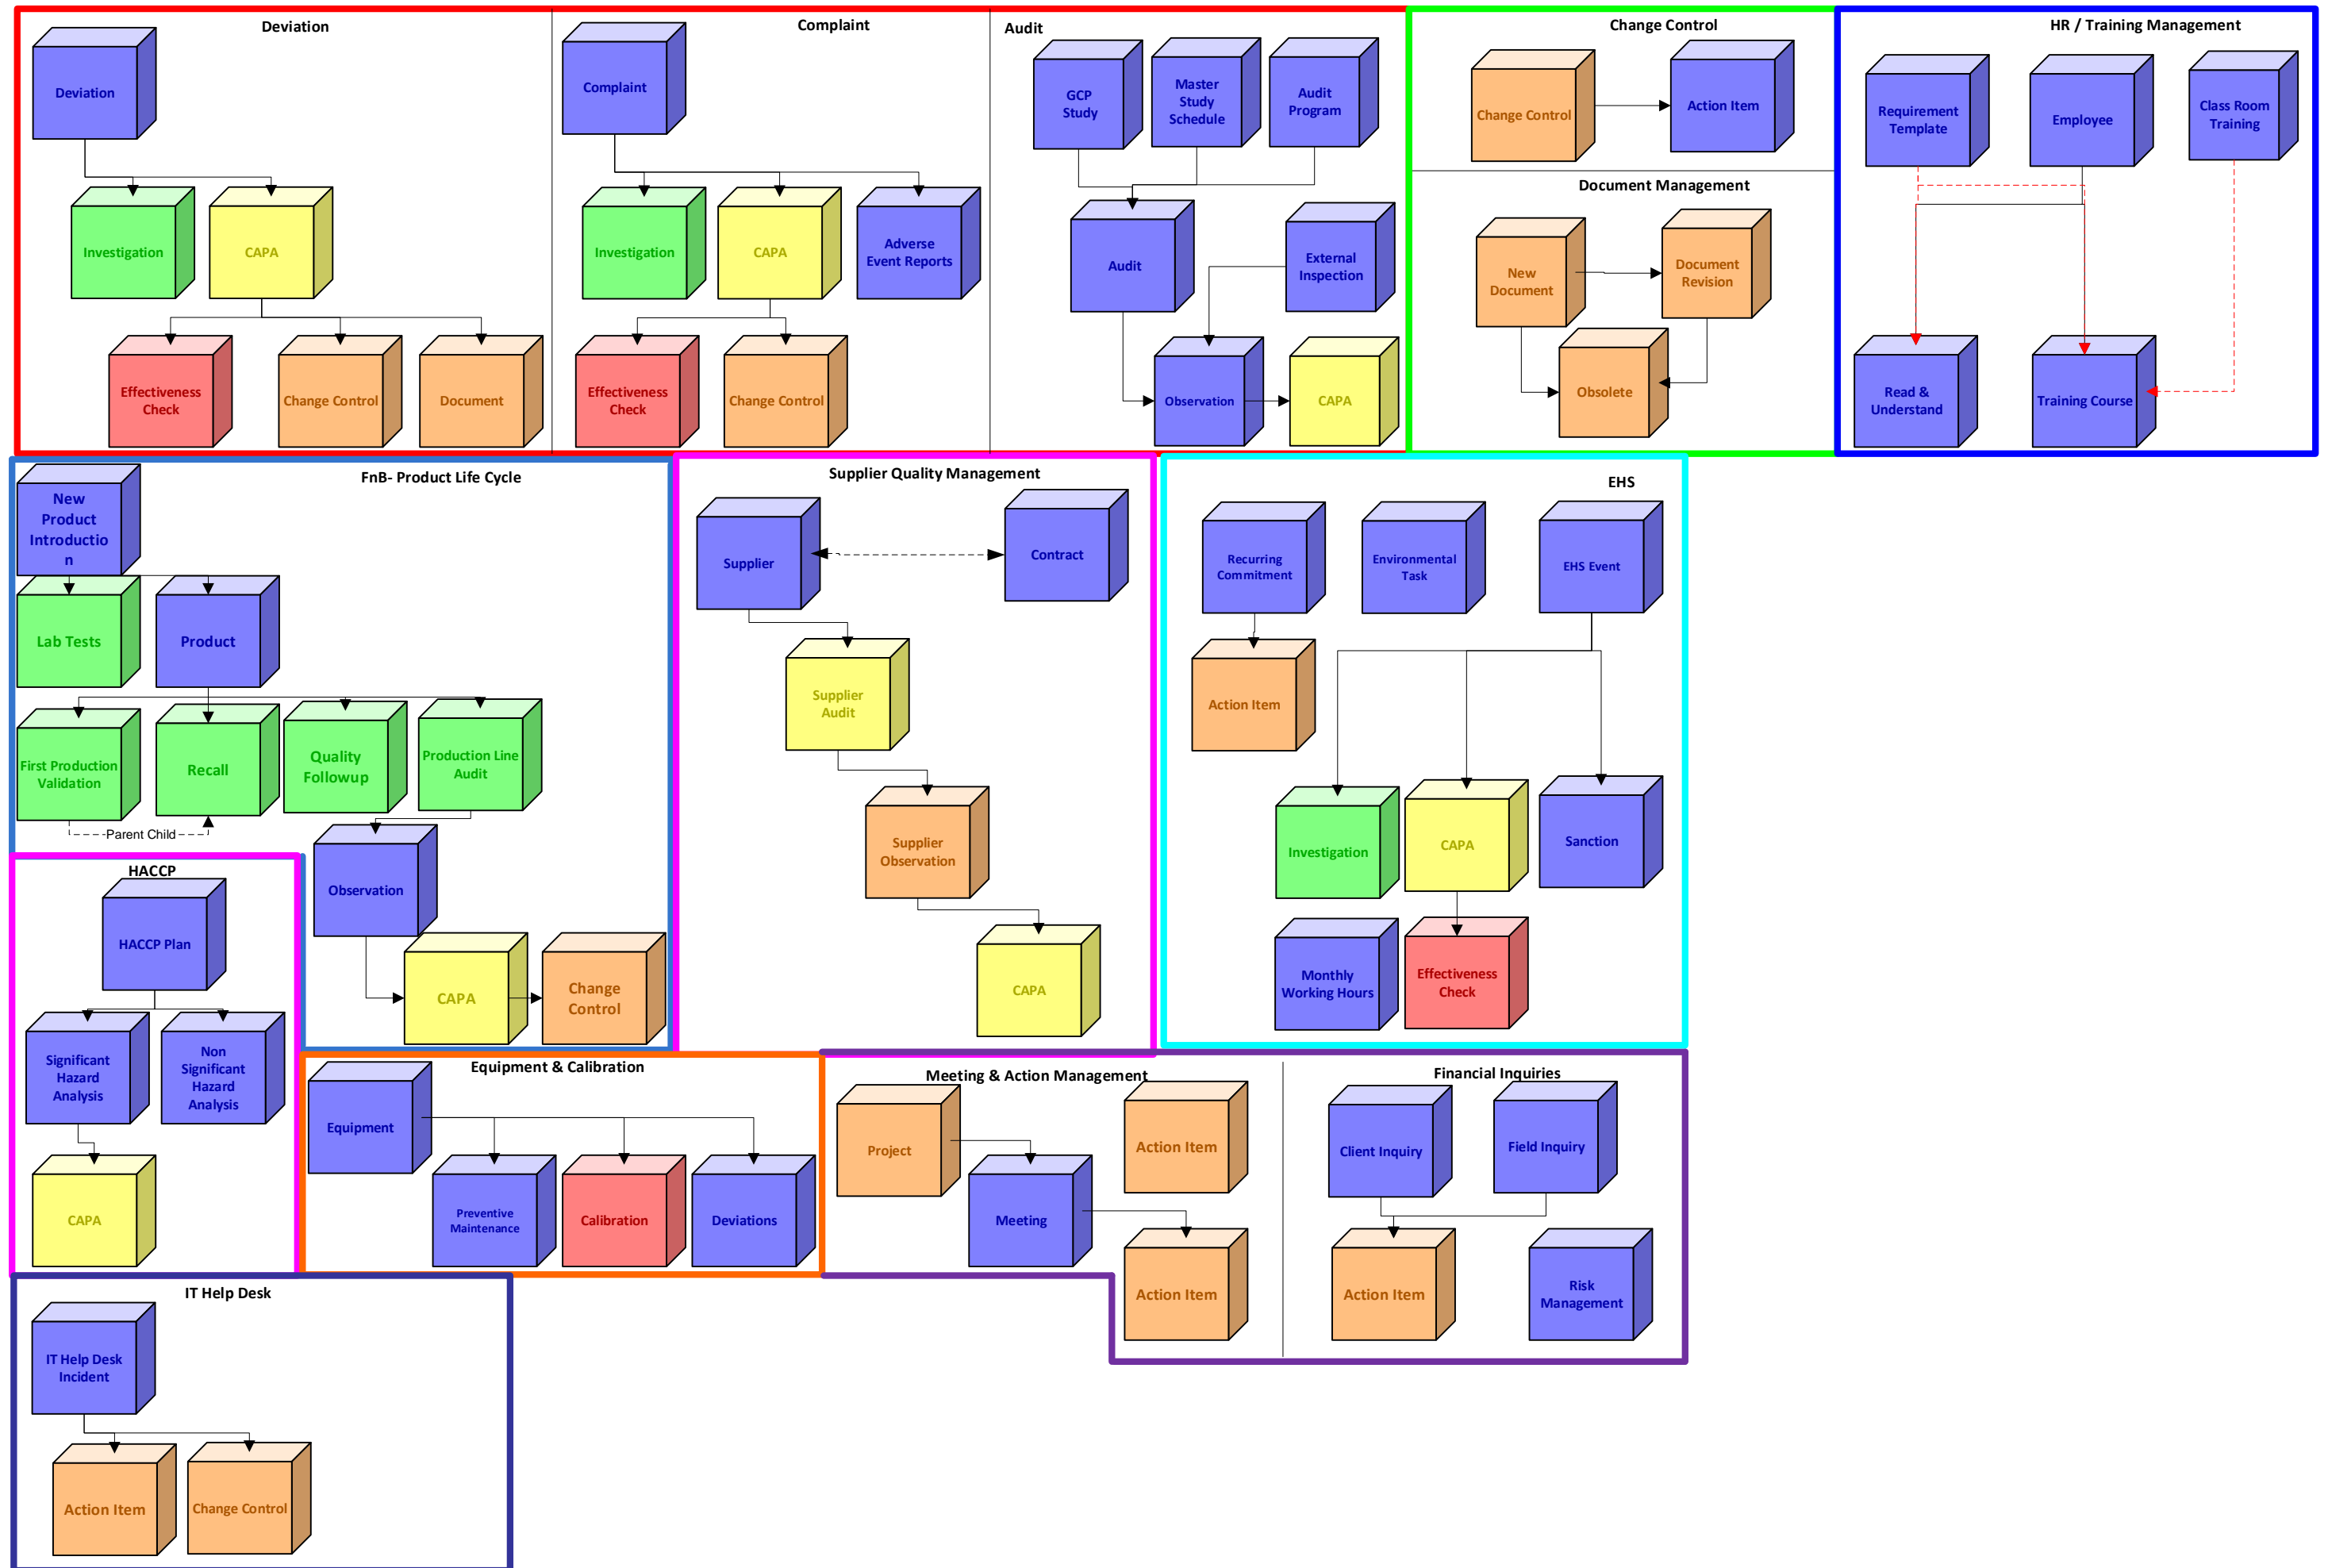 Deviation
Deviation
Investigation
CAPA
Effectiveness
Check
Change Control
Document
Complaint
Complaint
Investigation
CAPA
Adverse
Event Reports
Effectiveness
Check
Change Control
Audit
GCP
Study
Master
Study
Schedule
Audit
Program
Audit
External
Inspection
Observation
CAPA
Change Control
Change Control
Action Item
Document Management
New
Document
Document
Revision
Obsolete
HR / Training Management
Requirement
Template
Employee
Class Room
Training
Read &
Understand
Training Course
FnB- Product Life Cycle
New
Product
Introductio
n
Lab Tests
Product
First Production
Validation
Recall
Quality
Followup
Production Line
Audit
Parent Child
Observation
CAPA
Change
Control
Supplier Quality Management
Supplier
Contract
Supplier
Audit
Supplier
Observation
CAPA
EHS
Recurring
Commitment
Environmental
Task
EHS Event
Action Item
Investigation
CAPA
Sanction
Monthly
Working Hours
Effectiveness
Check
HACCP
HACCP Plan
Significant
Hazard
Analysis
Non
Significant
Hazard
Analysis
CAPA
Equipment & Calibration
Equipment
Preventive
Maintenance
Calibration
Deviations
Meeting & Action Management
Project
Action Item
Meeting
Action Item
Financial Inquiries
Client Inquiry
Field Inquiry
Action Item
Risk
Management
IT Help Desk
IT Help Desk
Incident
Action Item
Change Control